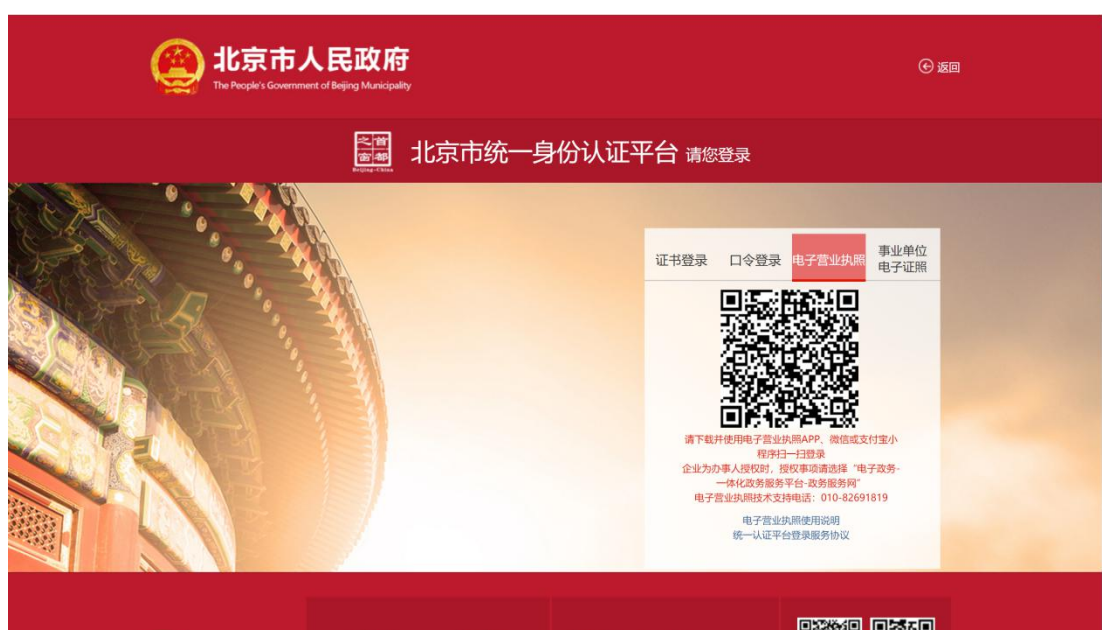 北京市人民政府
The People's Government of Beijing Municipality
返回
首都之窗
Beijing-China
北京市统一身份认证平台 请您登录
证书登录 口令登录 电子营业执照 事业单位
电子证照
请下载并使用电子营业执照APP、微信或支付宝小
程序扫一扫登录
企业为办事人授权时，授权事项请选择“电子政务-
一体化政务服务平台-政务服务网”
电子营业执照技术支持电话：010-82691819
电子营业执照使用说明
统一认证平台登录服务协议